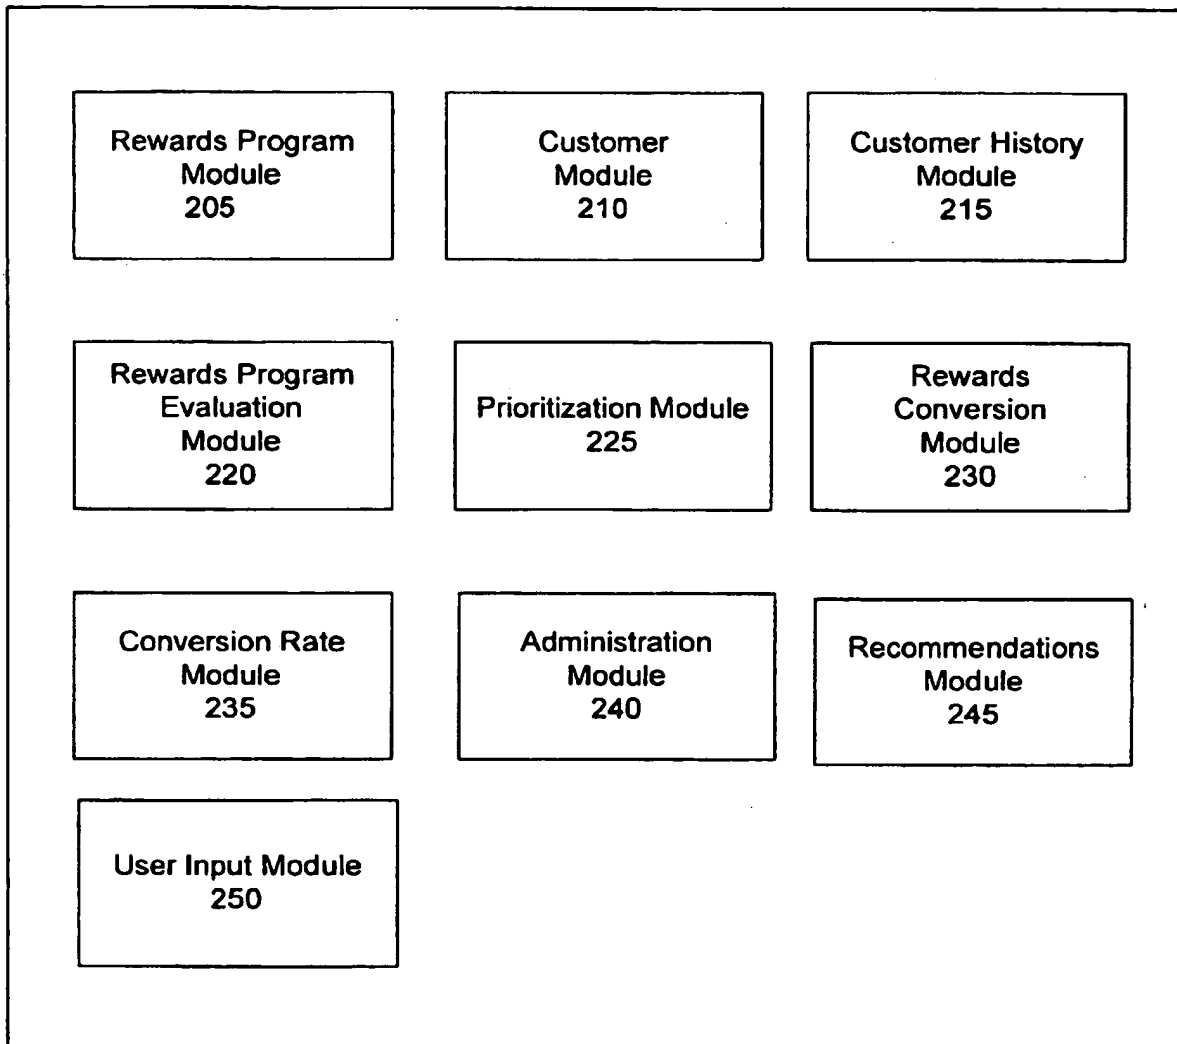 Rewards Program
Module
205
Customer
Module
210
Customer History
Module
215
Rewards Program
Evaluation
Module
220
Prioritization Module
225
Rewards
Conversion
Module
230
Conversion Rate
Module
235
Administration
Module
240
Recommendations
Module
245
User Input Module
250